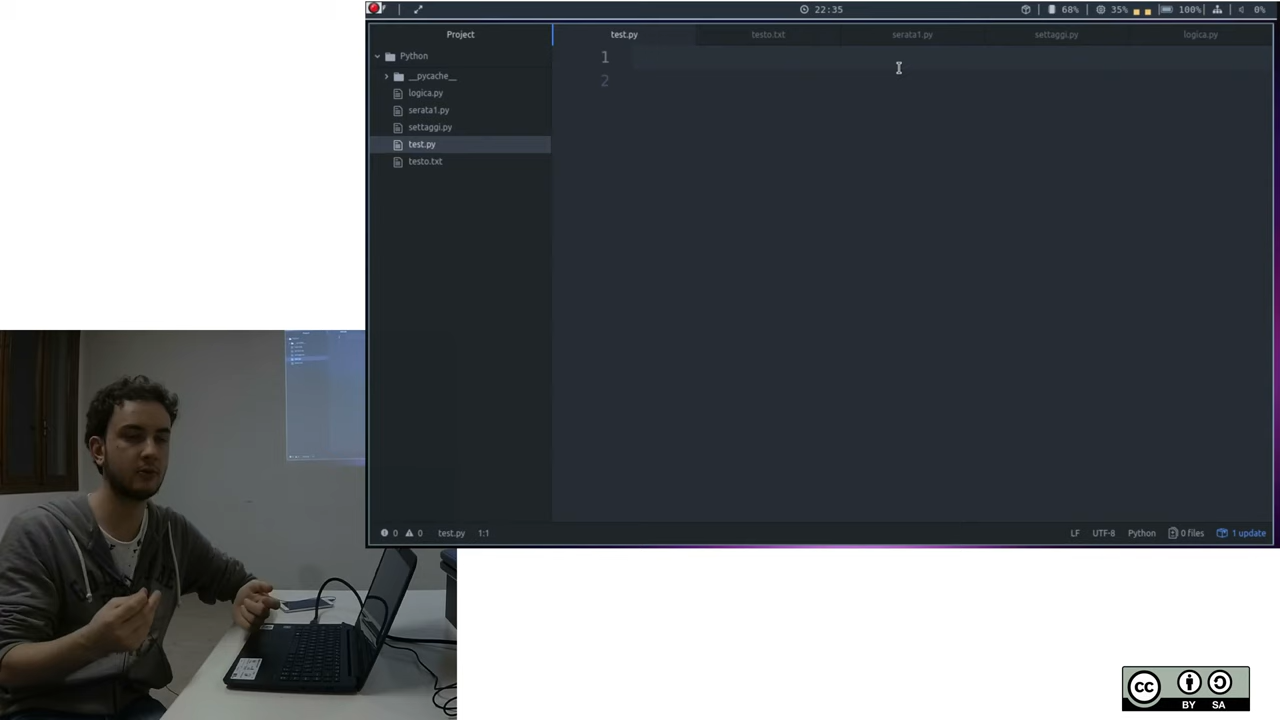 22:35
68%
35%
100%
0%
Project
test.py
testo.txt
serata1.py
settaggi.py
logica.py
Python
__pycache__
logica.py
serata1.py
settaggi.py
test.py
testo.txt
1
2
0
0
test.py
1:1
LF
UTF-8
Python
0 files
1 update
cc
BY
SA